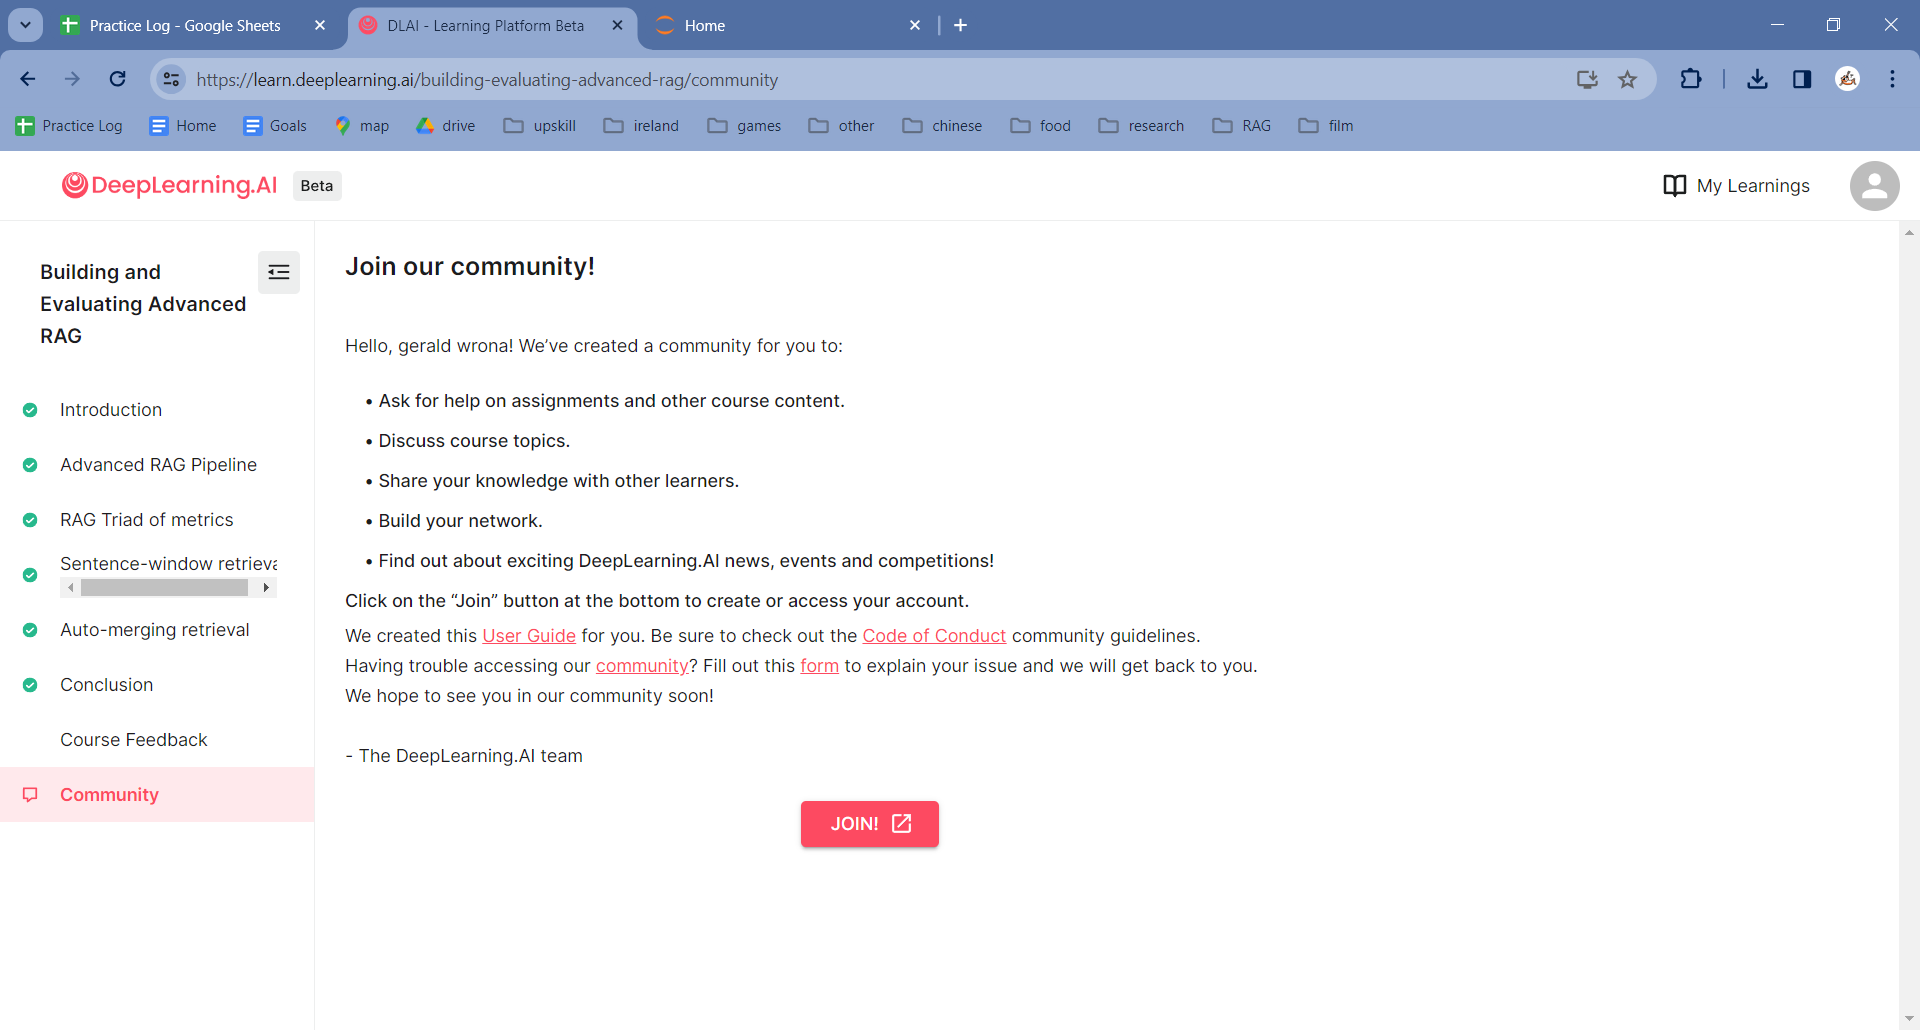 Practice Log - Google Sheets
DLAI - Learning Platform Beta
Home
https://learn.deeplearning.ai/building-evaluating-advanced-rag/community
Practice Log
Home
Goals
map
drive
upskill
ireland
games
other
chinese
food
research
RAG
film
DeepLearning.AI
Beta
My Learnings
Building and
Evaluating Advanced
RAG
Introduction
Advanced RAG Pipeline
RAG Triad of metrics
Sentence-window retrieva
Auto-merging retrieval
Conclusion
Course Feedback
Community
Join our community!
Hello, gerald wrona! We’ve created a community for you to:
• Ask for help on assignments and other course content.
• Discuss course topics.
• Share your knowledge with other learners.
• Build your network.
• Find out about exciting DeepLearning.AI news, events and competitions!
Click on the “Join” button at the bottom to create or access your account.
We created this User Guide for you. Be sure to check out the Code of Conduct community guidelines.
Having trouble accessing our community? Fill out this form to explain your issue and we will get back to you.
We hope to see you in our community soon!
- The DeepLearning.AI team
JOIN!